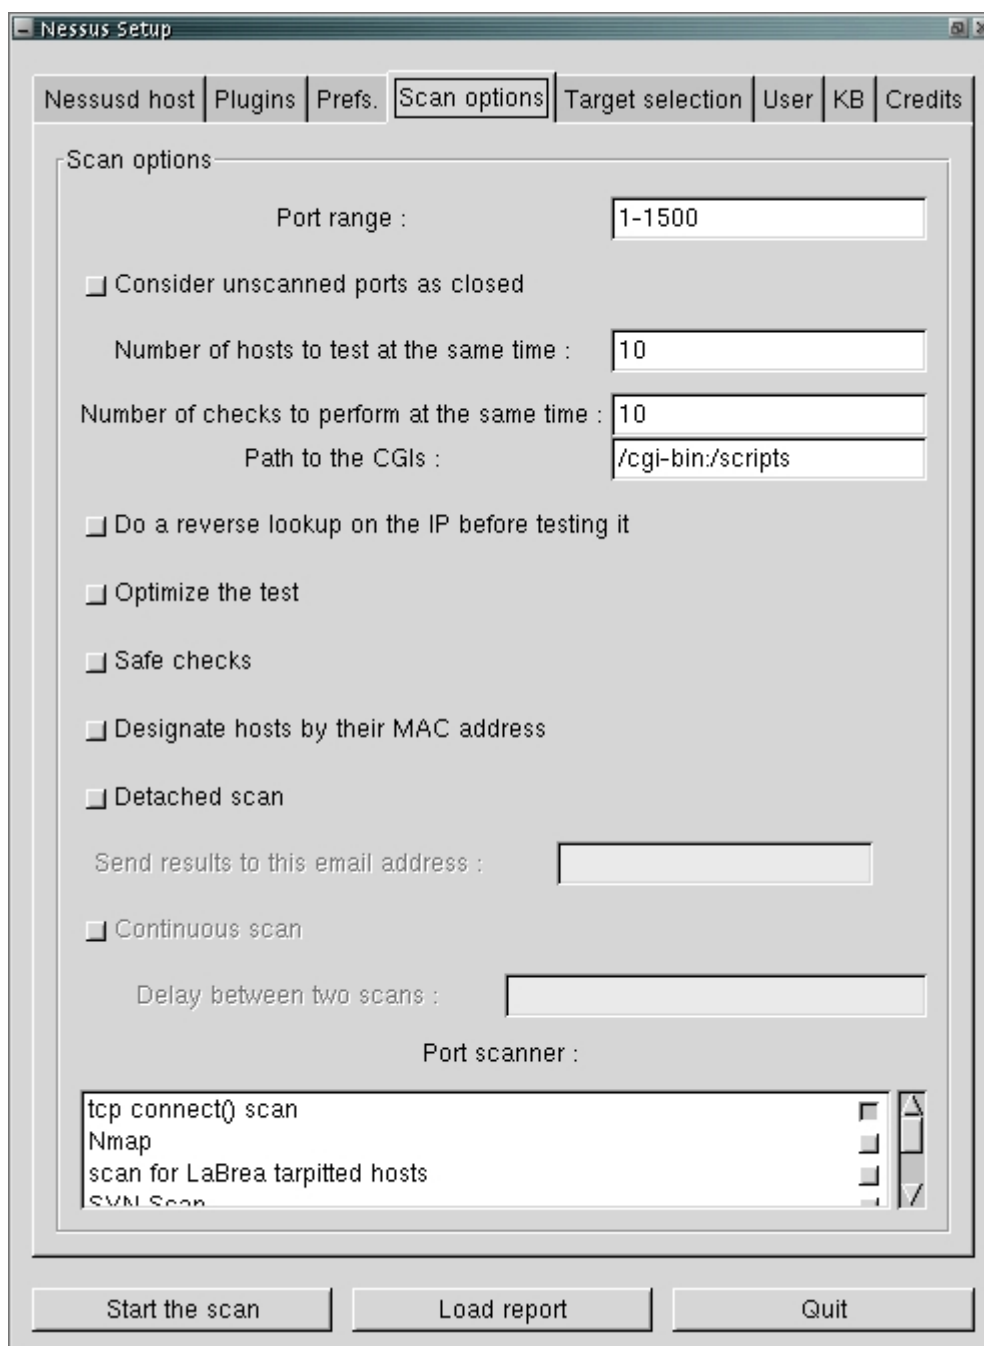 Nessus Setup
Nessusd host Plugins Prefs. Scan options Target selection User KB Credits
Scan options
Port range : 1-1500
Consider unscanned ports as closed
Number of hosts to test at the same time : 10
Number of checks to perform at the same time : 10
Path to the CGIs : /cgi-bin:/scripts
Do a reverse lookup on the IP before testing it
Optimize the test
Safe checks
Designate hosts by their MAC address
Detached scan
Send results to this email address :
Continuous scan
Delay between two scans :
Port scanner :
tcp connect() scan
Nmap
scan for LaBrea tarpitted hosts
SYN Scan
Start the scan Load report Quit